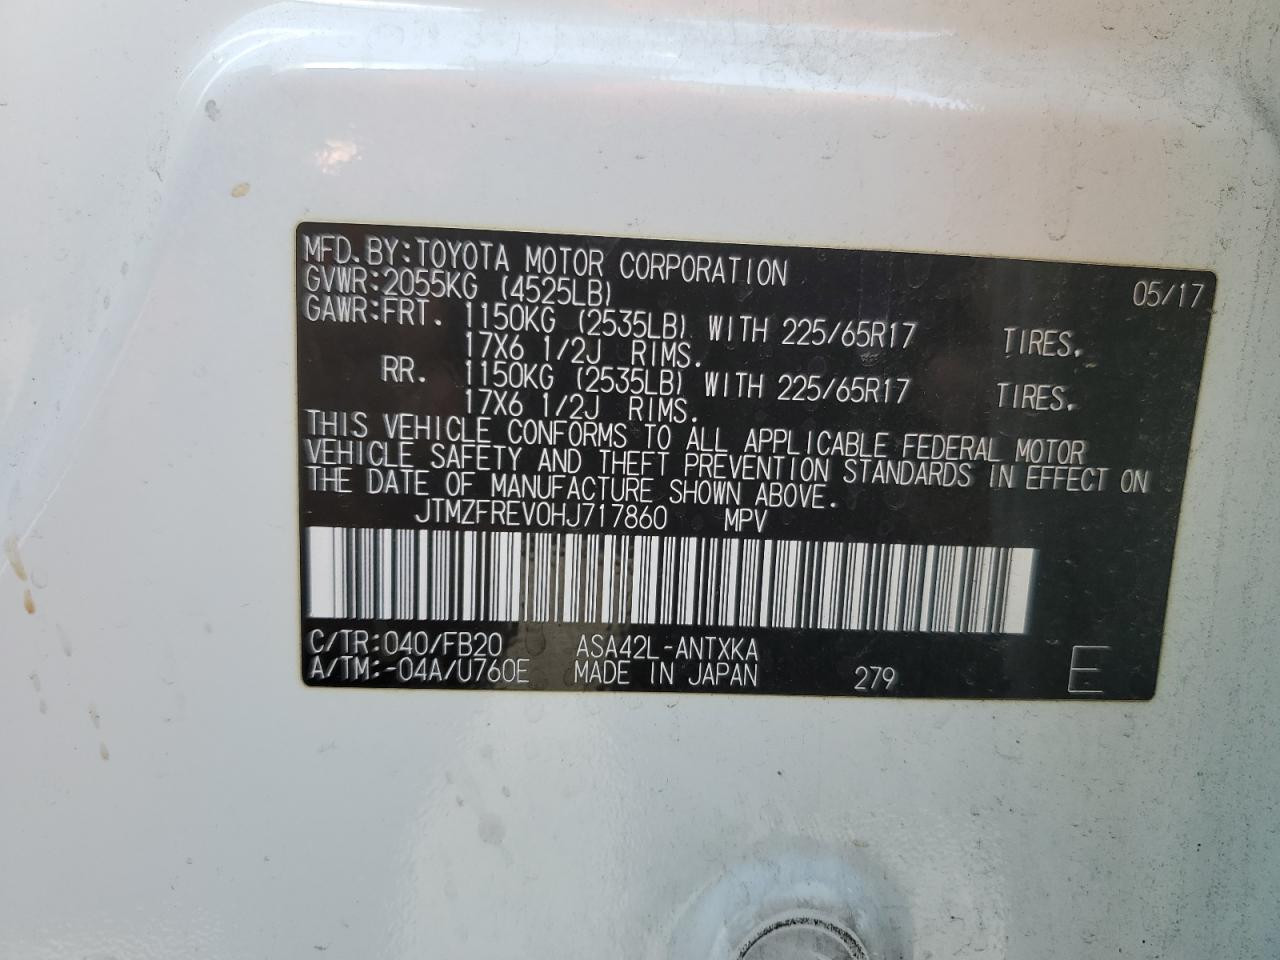 MFD. BY: TOYOTA MOTOR CORPORATION 05/17
GVWR: 2055KG (4525LB)
GAWR: FRT. 1150KG (2535LB) WITH 225/65R17 TIRES,
17X6 1/2J RIMS.
RR. 1150KG (2535LB) WITH 225/65R17 TIRES,
17X6 1/2J RIMS.
THIS VEHICLE CONFORMS TO ALL APPLICABLE FEDERAL MOTOR
VEHICLE SAFETY AND THEFT PREVENTION STANDARDS IN EFFECT ON
THE DATE OF MANUFACTURE SHOWN ABOVE.
JTMZFREV0HJ717860 MPV
C/TR: 040/FB20 ASA42L-ANTXKA
A/TM: -04A/U760E MADE IN JAPAN 279 E